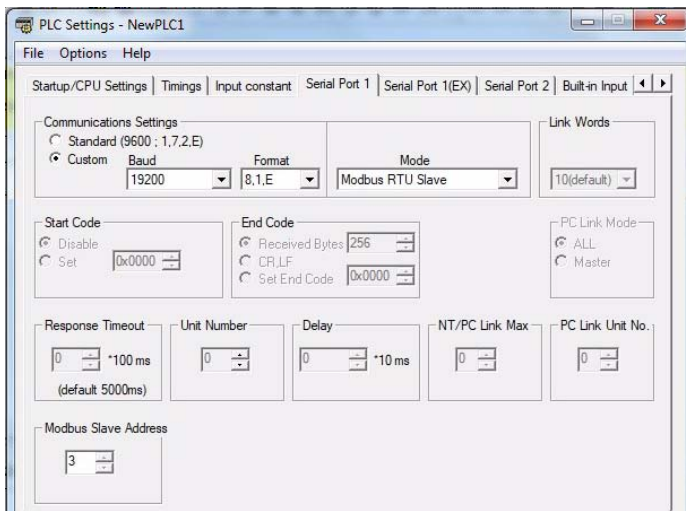 PLC Settings - NewPLC1
File Options Help
Startup/CPU Settings Timings Input constant Serial Port 1 Serial Port 1(EX) Serial Port 2 Built-in Input
Communications Settings
Standard (9600 ; 1,7,2,E)
Custom Baud Format Mode
19200 8,1,E Modbus RTU Slave
Link Words
10(default)
Start Code
Disable
Set 0x0000
End Code
Received Bytes 256
CR,LF
Set End Code 0x0000
PC Link Mode
ALL
Master
Response Timeout
0 *100 ms
(default 5000ms)
Unit Number
0
Delay
0 *10 ms
NT/PC Link Max
0
PC Link Unit No.
0
Modbus Slave Address
3